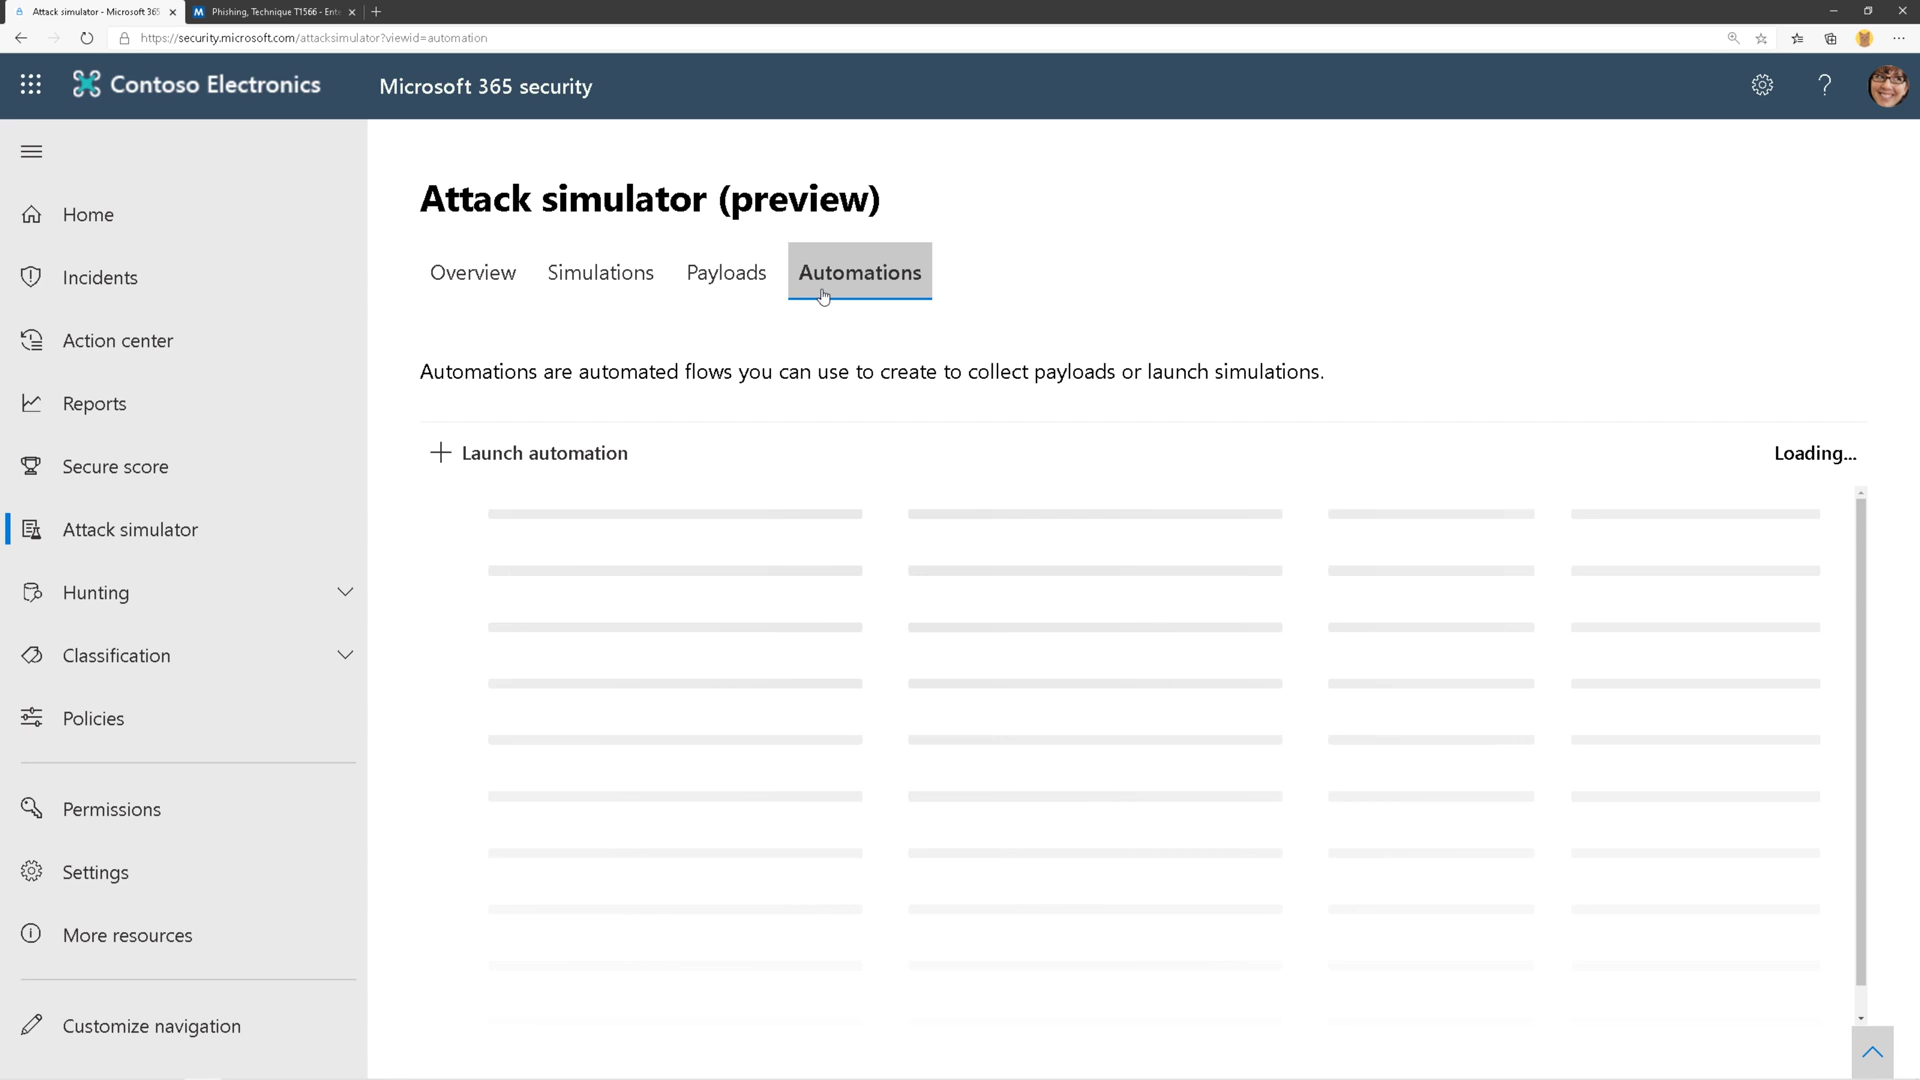 Attack simulator - Microsoft 365
Phishing, Technique T1566 - Ente
https://security.microsoft.com/attacksimulator?viewid=automation
Contoso Electronics
Microsoft 365 security
Home
Incidents
Action center
Reports
Secure score
Attack simulator
Hunting
Classification
Policies
Permissions
Settings
More resources
Customize navigation
Attack simulator (preview)
Overview Simulations Payloads Automations
Automations are automated flows you can use to create to collect payloads or launch simulations.
Launch automation
Loading...